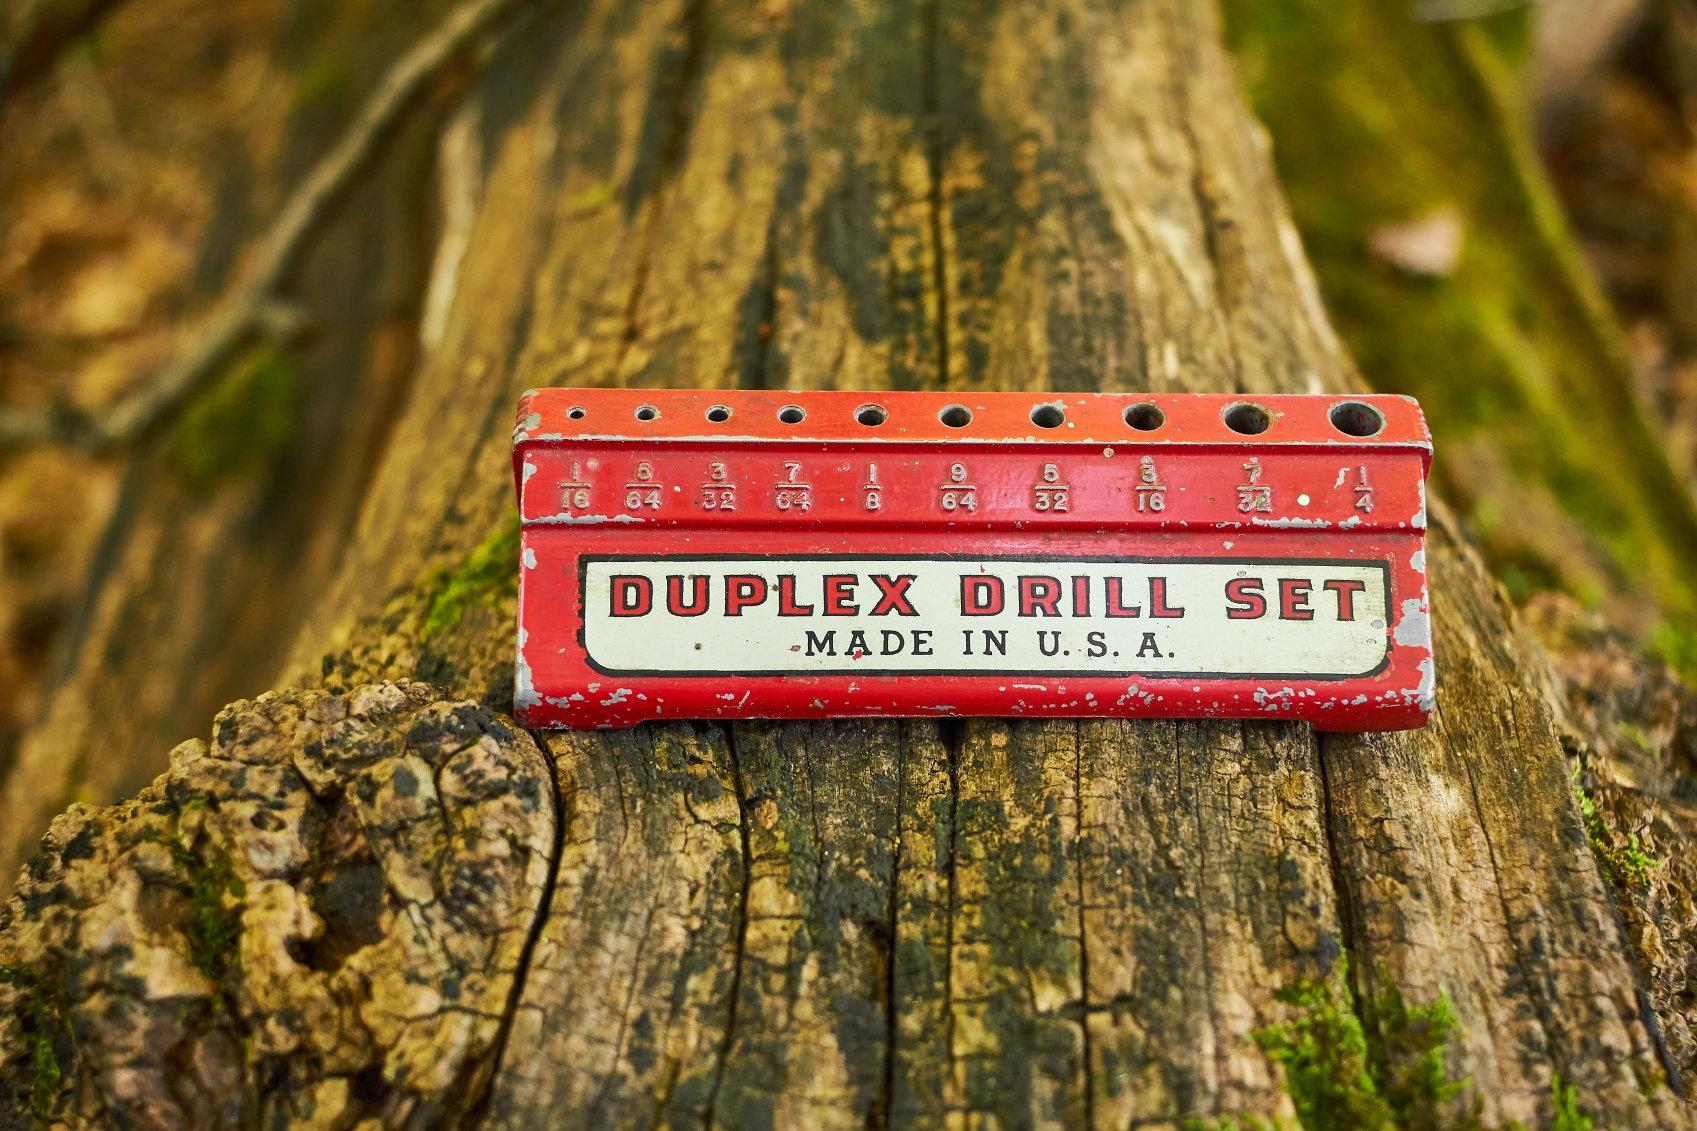 1/16 5/64 3/32 7/64 1/8 9/64 5/32 3/16 7/32 1/4
DUPLEX DRILL SET
MADE IN U.S.A.